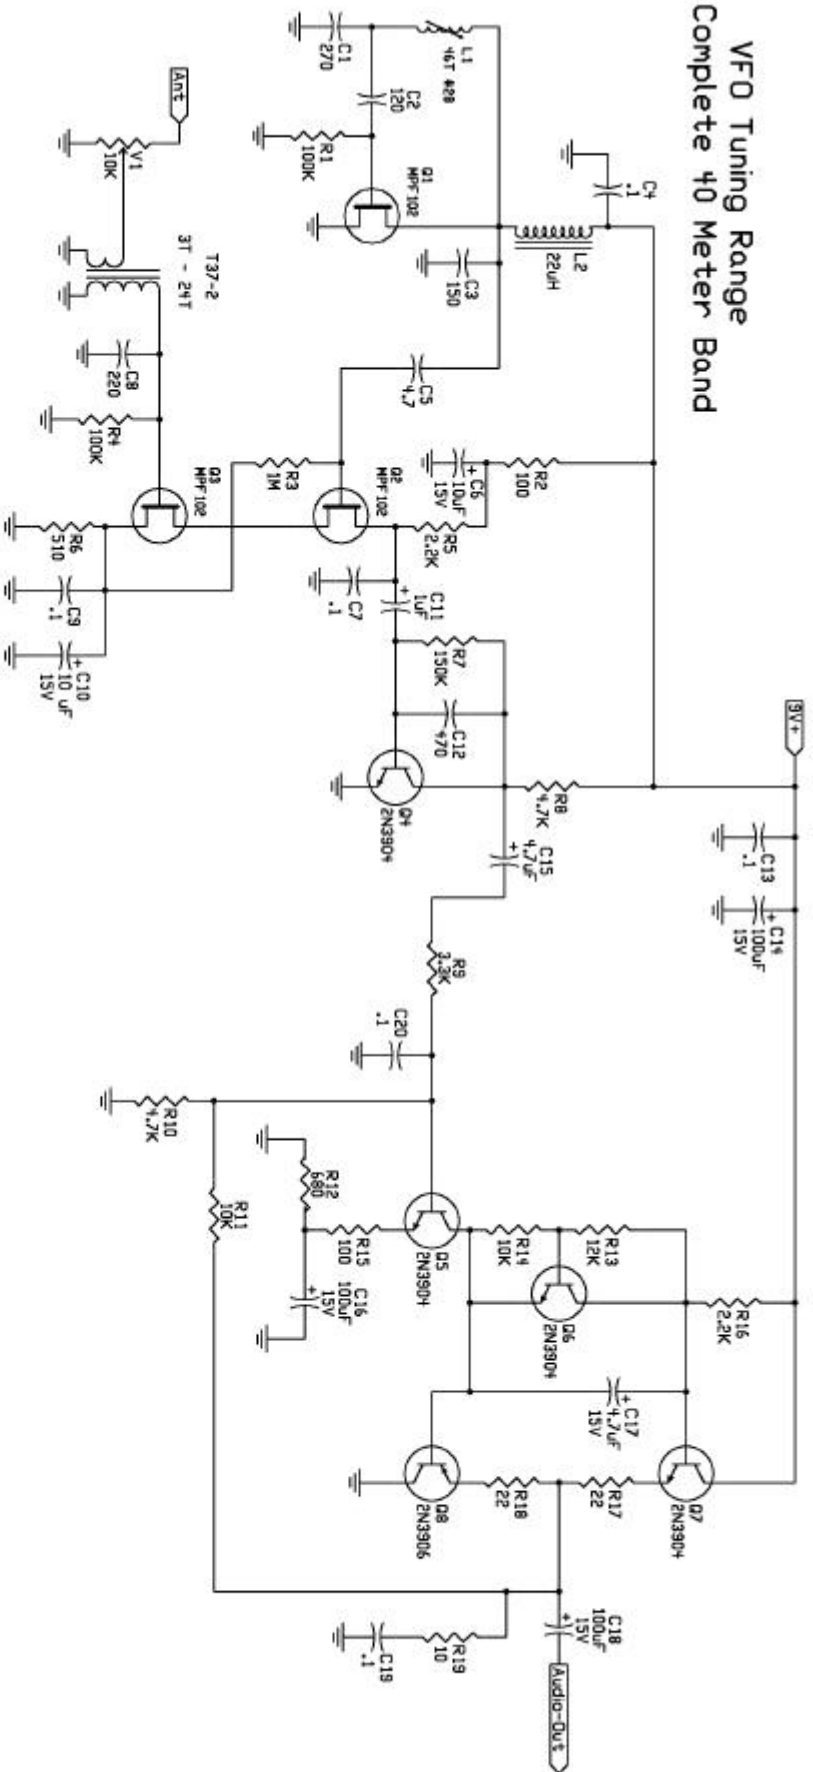 VFO Tuning Range
Complete 40 Meter Band
9V+
C4
.1
L2
22uH
L1
46T #28
C1
270
C2
120
R1
100K
Q1
MPF102
C3
150
C5
4.7
R2
100
C6
10uF
15V
R5
2.2K
Q2
MPF102
R3
1M
C7
.1
C11
1uF
R7
150K
C12
470
Q4
2N3904
R8
4.7K
C15
4.7uF
C13
.1
C14
100uF
15V
Ant
V1
10K
T37-2
3T - 24T
C8
220
R4
100K
Q3
MPF102
R6
510
C9
.1
C10
10 uF
15V
R9
3.3K
C20
.1
R10
4.7K
R11
10K
R12
680
R15
100
C16
100uF
15V
Q5
2N3904
R14
10K
R13
12K
Q6
2N3904
R16
2.2K
C17
4.7uF
15V
Q7
2N3904
R17
22
R18
22
Q8
2N3906
C18
100uF
15V
Audio-Out
R19
10
C19
.1